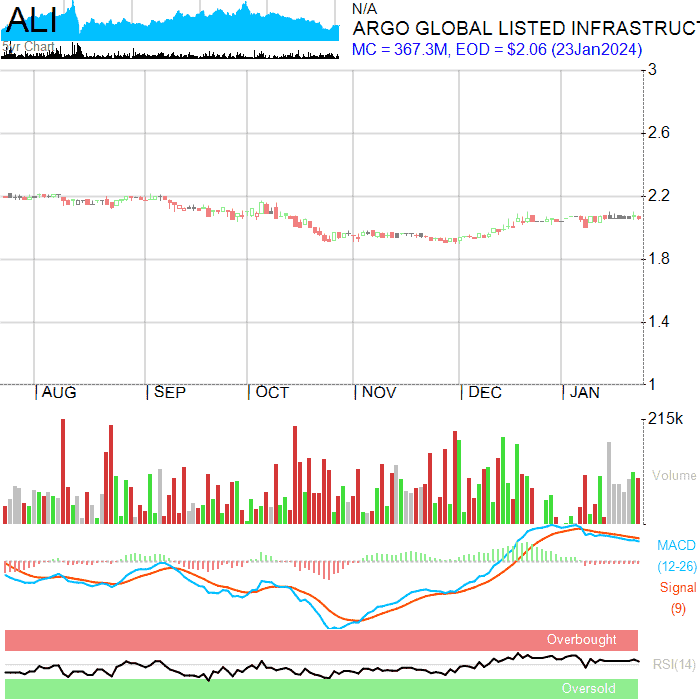 ALI
5yr Chart
N/A
ARGO GLOBAL LISTED INFRASTRUCT
MC = 367.3M, EOD = $2.06 (23Jan2024)
3
2.6
2.2
1.8
1.4
1
AUG SEP OCT NOV DEC JAN
215k
Volume
MACD
(12-26)
Signal
(9)
Overbought
RSI(14)
Oversold